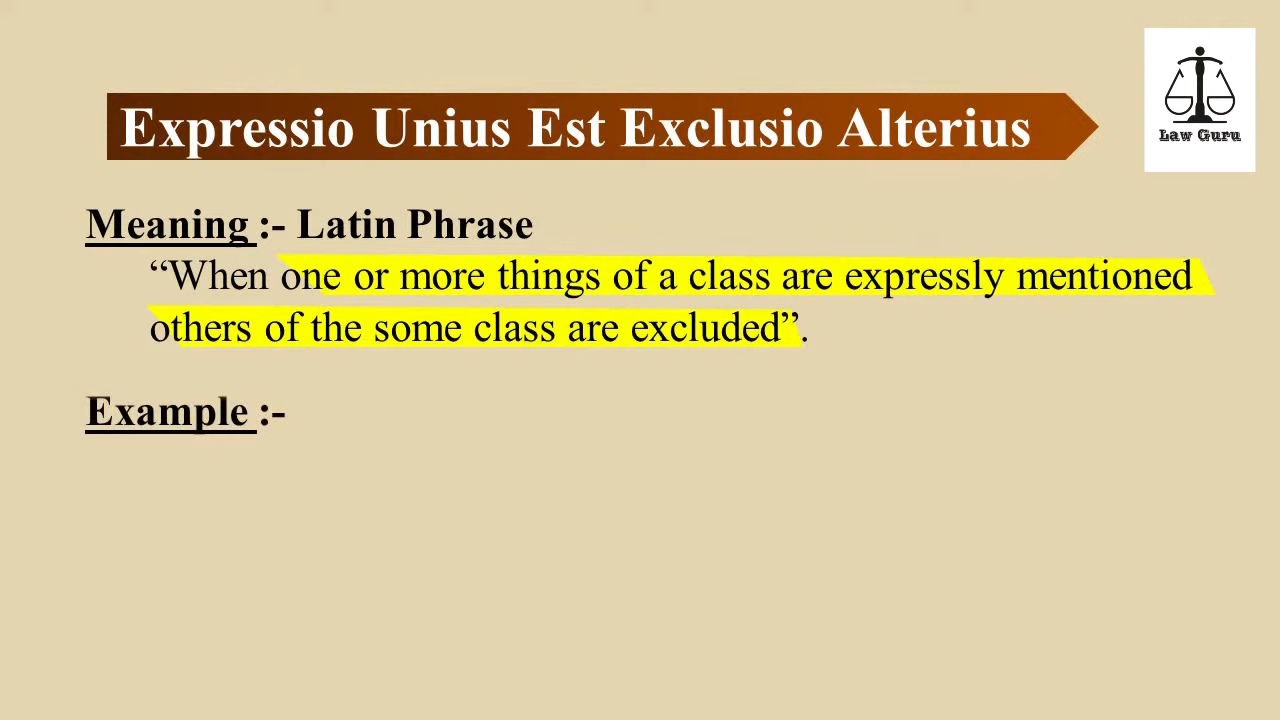 Expressio Unius Est Exclusio Alterius
Law Guru
Meaning :- Latin Phrase
“When one or more things of a class are expressly mentioned
others of the some class are excluded”.
Example :-